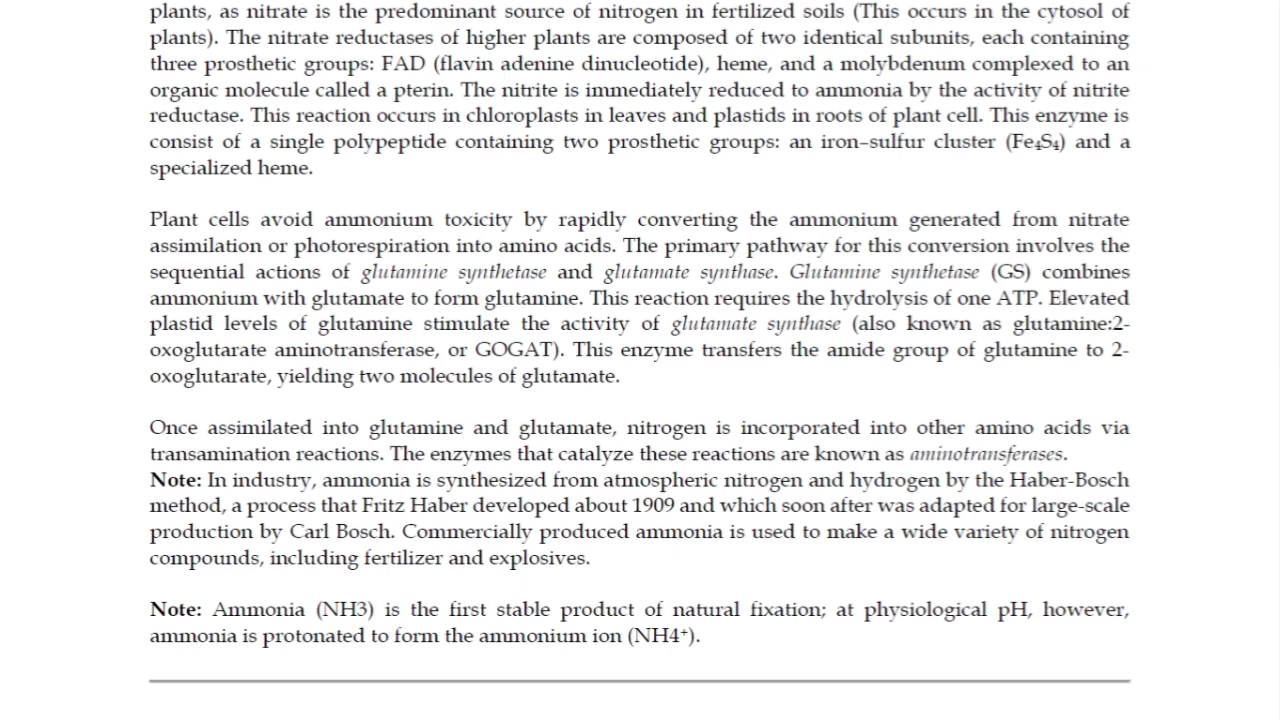 plants, as nitrate is the predominant source of nitrogen in fertilized soils (This occurs in the cytosol of
plants). The nitrate reductases of higher plants are composed of two identical subunits, each containing
three prosthetic groups: FAD (flavin adenine dinucleotide), heme, and a molybdenum complexed to an
organic molecule called a pterin. The nitrite is immediately reduced to ammonia by the activity of nitrite
reductase. This reaction occurs in chloroplasts in leaves and plastids in roots of plant cell. This enzyme is
consist of a single polypeptide containing two prosthetic groups: an iron–sulfur cluster (Fe₄S₄) and a
specialized heme.
Plant cells avoid ammonium toxicity by rapidly converting the ammonium generated from nitrate
assimilation or photorespiration into amino acids. The primary pathway for this conversion involves the
sequential actions of glutamine synthetase and glutamate synthase. Glutamine synthetase (GS) combines
ammonium with glutamate to form glutamine. This reaction requires the hydrolysis of one ATP. Elevated
plastid levels of glutamine stimulate the activity of glutamate synthase (also known as glutamine:2-
oxoglutarate aminotransferase, or GOGAT). This enzyme transfers the amide group of glutamine to 2-
oxoglutarate, yielding two molecules of glutamate.
Once assimilated into glutamine and glutamate, nitrogen is incorporated into other amino acids via
transamination reactions. The enzymes that catalyze these reactions are known as aminotransferases.
Note: In industry, ammonia is synthesized from atmospheric nitrogen and hydrogen by the Haber-Bosch
method, a process that Fritz Haber developed about 1909 and which soon after was adapted for large-scale
production by Carl Bosch. Commercially produced ammonia is used to make a wide variety of nitrogen
compounds, including fertilizer and explosives.
Note: Ammonia (NH3) is the first stable product of natural fixation; at physiological pH, however,
ammonia is protonated to form the ammonium ion (NH4⁺).